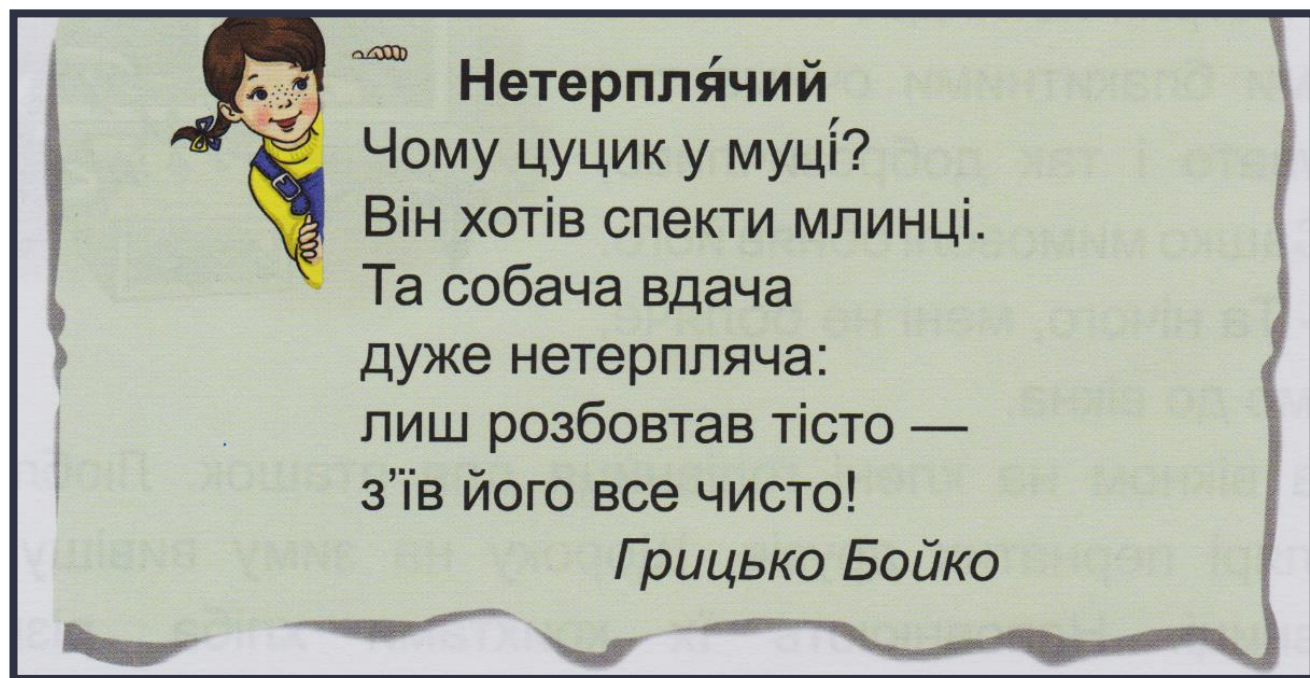 Нетерпля́чий
Чому цуцик у муці́?
Він хотів спекти млинці.
Та собача вдача
дуже нетерпляча:
лиш розбовтав тісто —
з’їв його все чисто!
Грицько Бойко